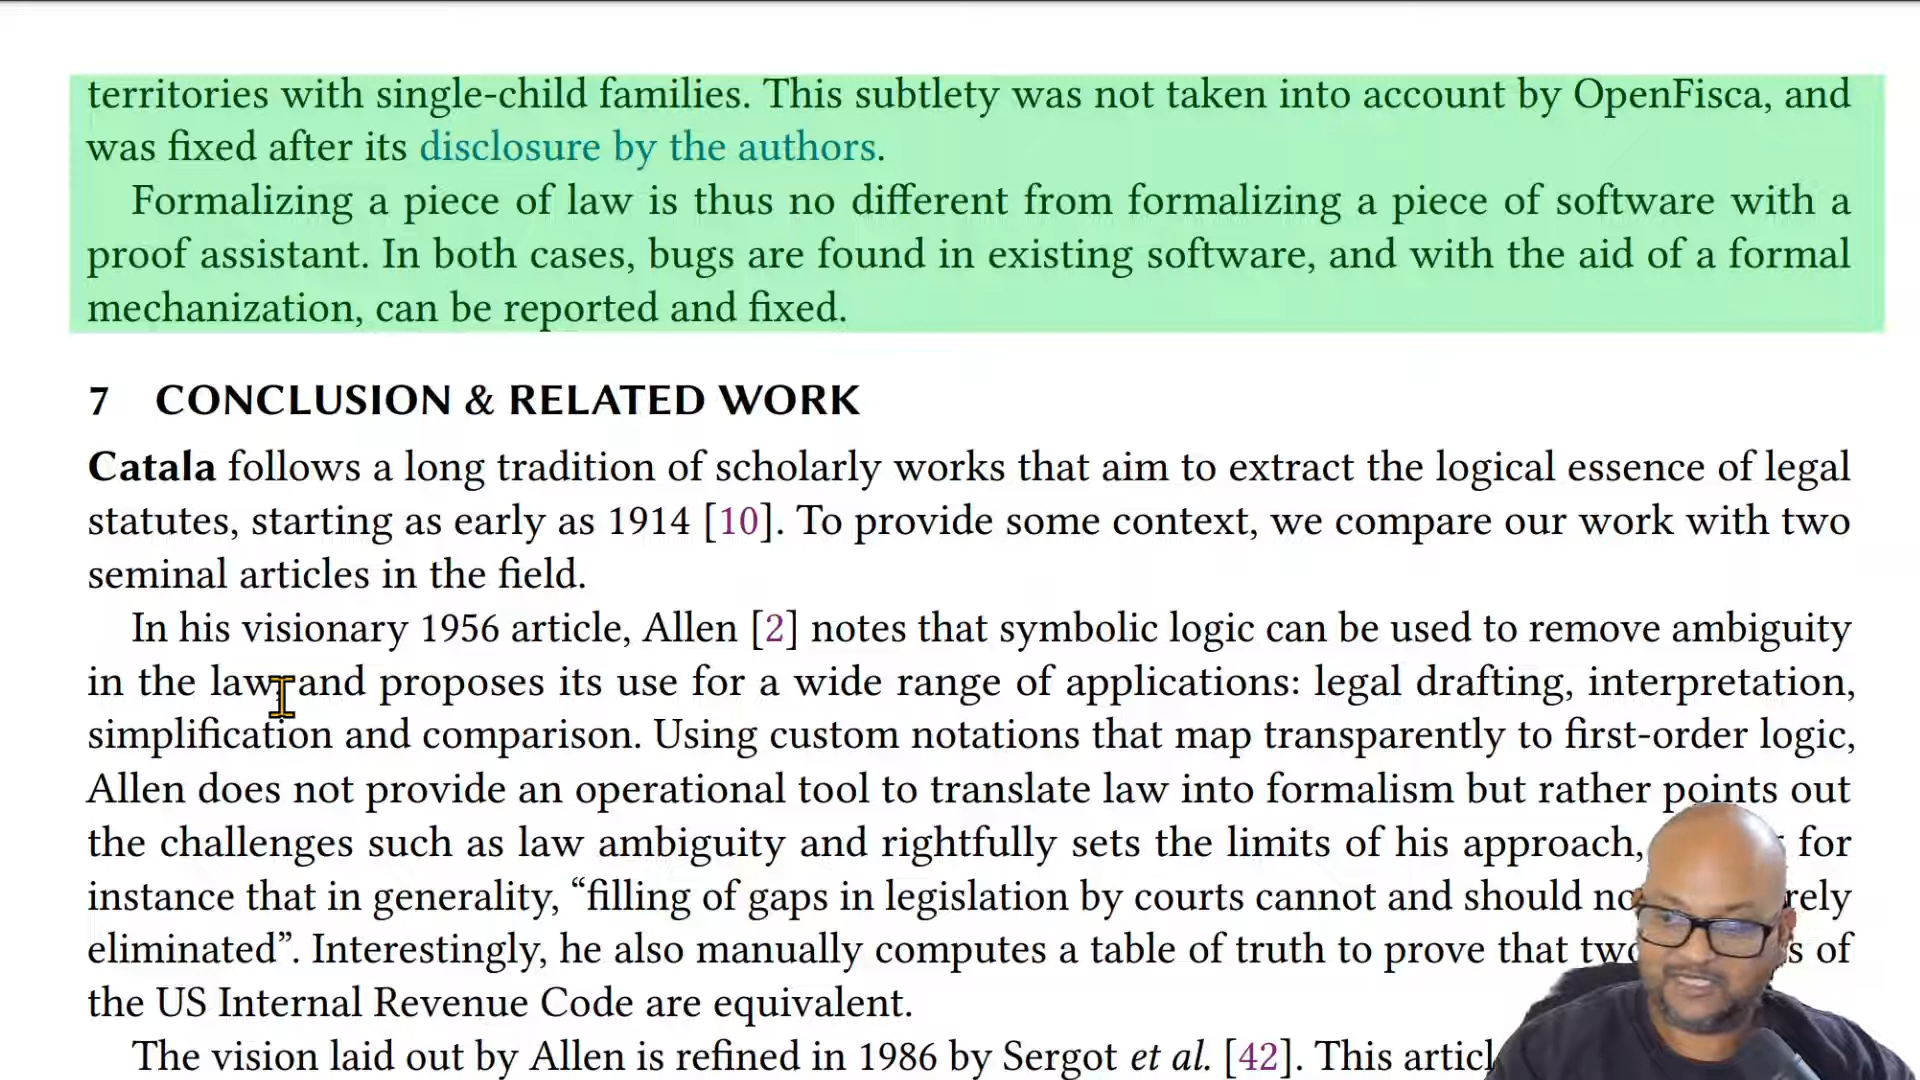 territories with single-child families. This subtlety was not taken into account by OpenFisca, and
was fixed after its disclosure by the authors.
Formalizing a piece of law is thus no different from formalizing a piece of software with a
proof assistant. In both cases, bugs are found in existing software, and with the aid of a formal
mechanization, can be reported and fixed.
7 CONCLUSION & RELATED WORK
Catala follows a long tradition of scholarly works that aim to extract the logical essence of legal
statutes, starting as early as 1914 [10]. To provide some context, we compare our work with two
seminal articles in the field.
In his visionary 1956 article, Allen [2] notes that symbolic logic can be used to remove ambiguity
in the law and proposes its use for a wide range of applications: legal drafting, interpretation,
simplification and comparison. Using custom notations that map transparently to first-order logic,
Allen does not provide an operational tool to translate law into formalism but rather points out
the challenges such as law ambiguity and rightfully sets the limits of his approach, for
instance that in generality, “filling of gaps in legislation by courts cannot and should
eliminated”. Interestingly, he also manually computes a table of truth to prove that of
the US Internal Revenue Code are equivalent.
The vision laid out by Allen is refined in 1986 by Sergot et al. [42]. This